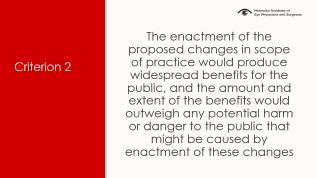 Nebraska Academy of
Eye Physicians and Surgeons
Criterion 2
The enactment of the
proposed changes in scope
of practice would produce
widespread benefits for the
public, and the amount and
extent of the benefits would
outweigh any potential harm
or danger to the public that
might be caused by
enactment of these changes